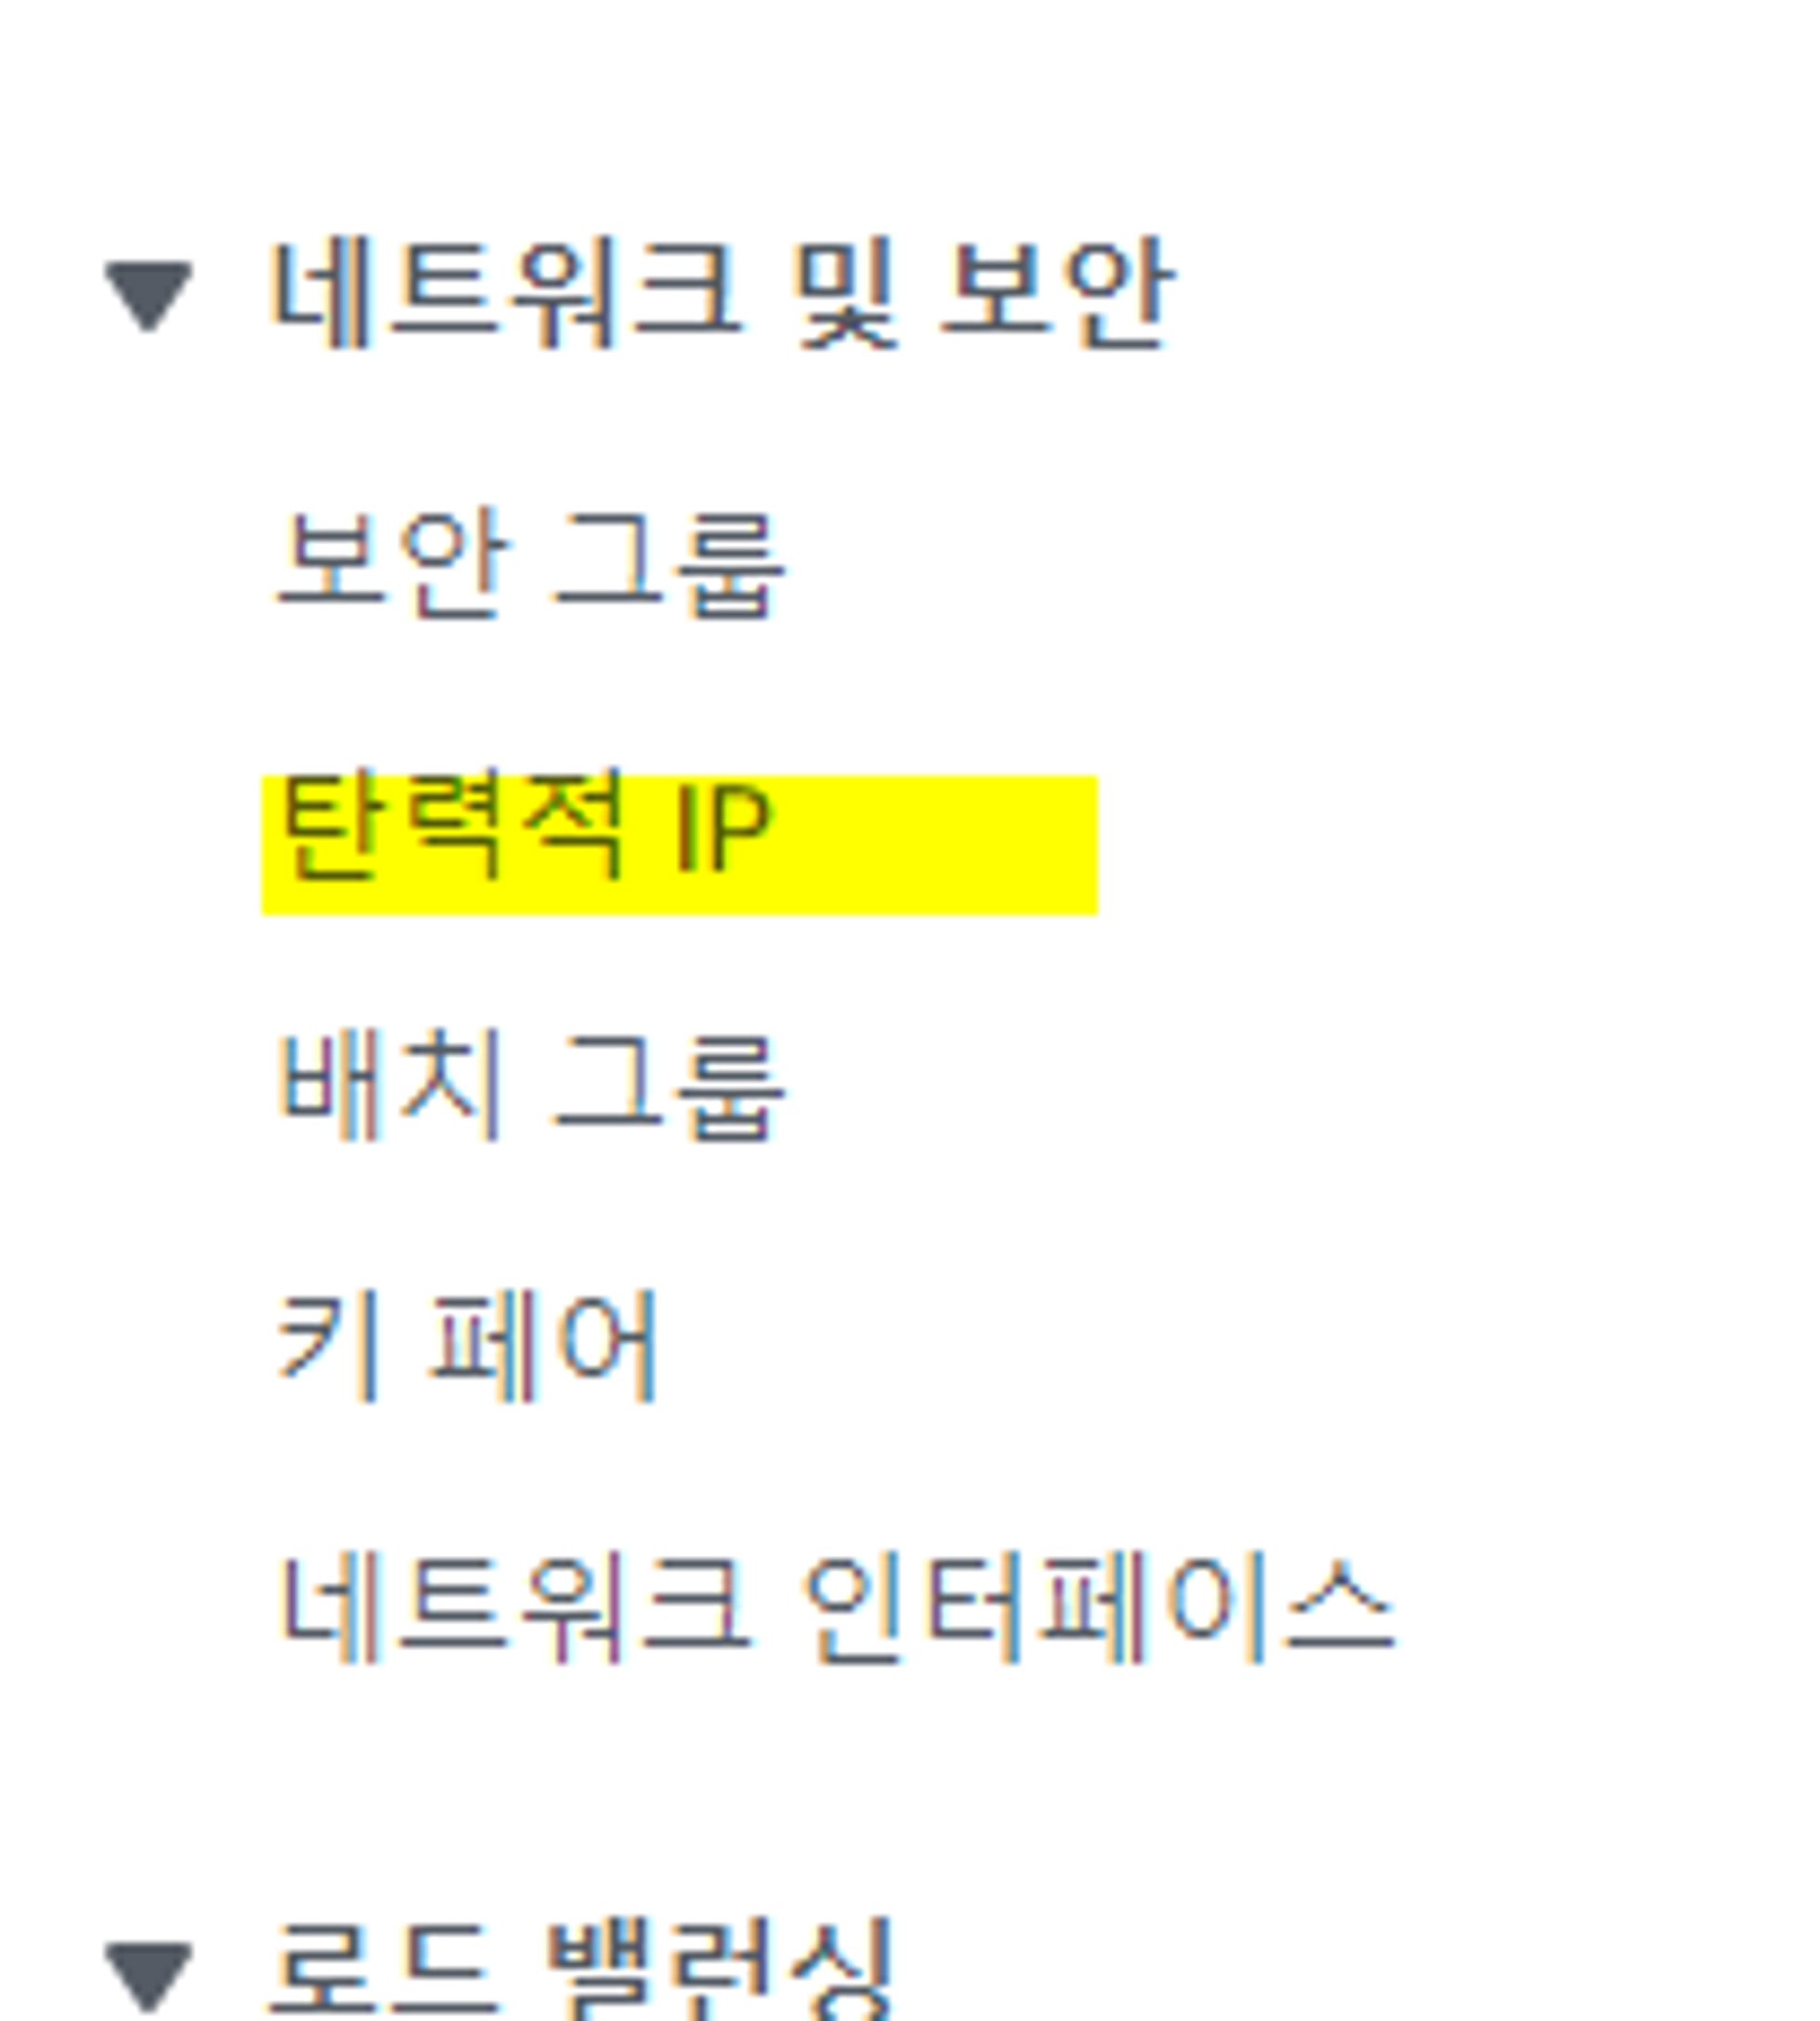 네트워크 및 보안
보안 그룹
탄력적 IP
배치 그룹
키 페어
네트워크 인터페이스
로드 밸런싱